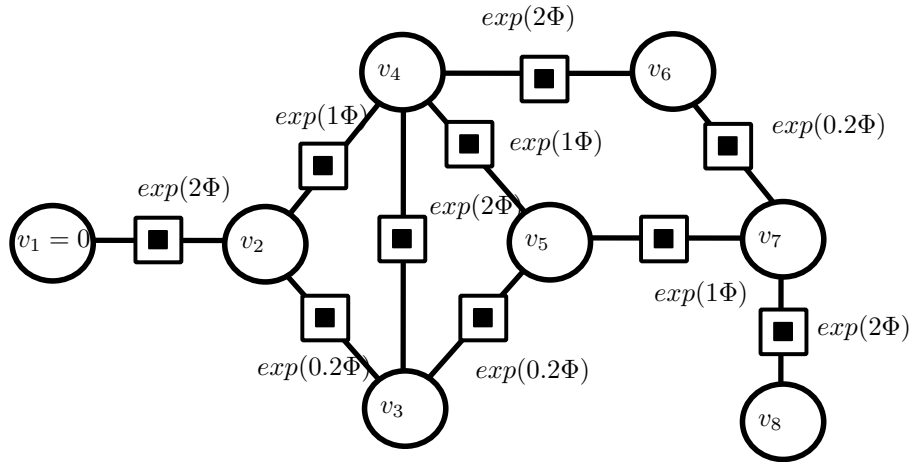 exp(2Φ)
v₄
v₆
exp(1Φ)
exp(0.2Φ)
exp(1Φ)
exp(2Φ)
exp(2Φ)
v₁ = 0
v₂
v₅
v₇
exp(1Φ)
exp(2Φ)
exp(0.2Φ)
exp(0.2Φ)
v₃
v₈